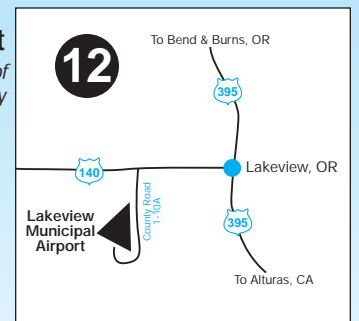 t
of
y
12
To Bend & Burns, OR
395
140
Lakeview, OR
County Road
1-10A
Lakeview
Municipal
Airport
395
To Alturas, CA